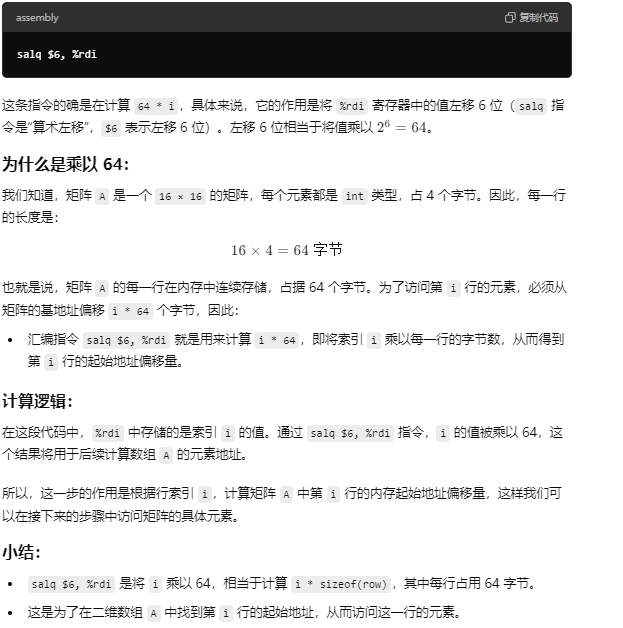 assembly
复制代码
salq $6, %rdi
这条指令的确是在计算 64 * i，具体来说，它的作用是将 %rdi 寄存器中的值左移 6 位（salq 指
令是“算术左移”，$6 表示左移 6 位）。左移 6 位相当于将值乘以 2⁶ = 64。
为什么是乘以 64：
我们知道，矩阵 A 是一个 16 × 16 的矩阵，每个元素都是 int 类型，占 4 个字节。因此，每一行
的长度是：
16 × 4 = 64 字节
也就是说，矩阵 A 的每一行在内存中连续存储，占据 64 个字节。为了访问第 i 行的元素，必须从
矩阵的基地址偏移 i * 64 个字节，因此：
• 汇编指令 salq $6, %rdi 就是用来计算 i * 64，即将索引 i 乘以每一行的字节数，从而得到
第 i 行的起始地址偏移量。
计算逻辑：
在这段代码中，%rdi 中存储的是索引 i 的值。通过 salq $6, %rdi 指令，i 的值被乘以 64，这
个结果将用于后续计算数组 A 的元素地址。
所以，这一步的作用是根据行索引 i，计算矩阵 A 中第 i 行的内存起始地址偏移量，这样我们可
以在接下来的步骤中访问矩阵的具体元素。
小结：
• salq $6, %rdi 是将 i 乘以 64，相当于计算 i * sizeof(row)，其中每行占用 64 字节。
• 这是为了在二维数组 A 中找到第 i 行的起始地址，从而访问这一行的元素。